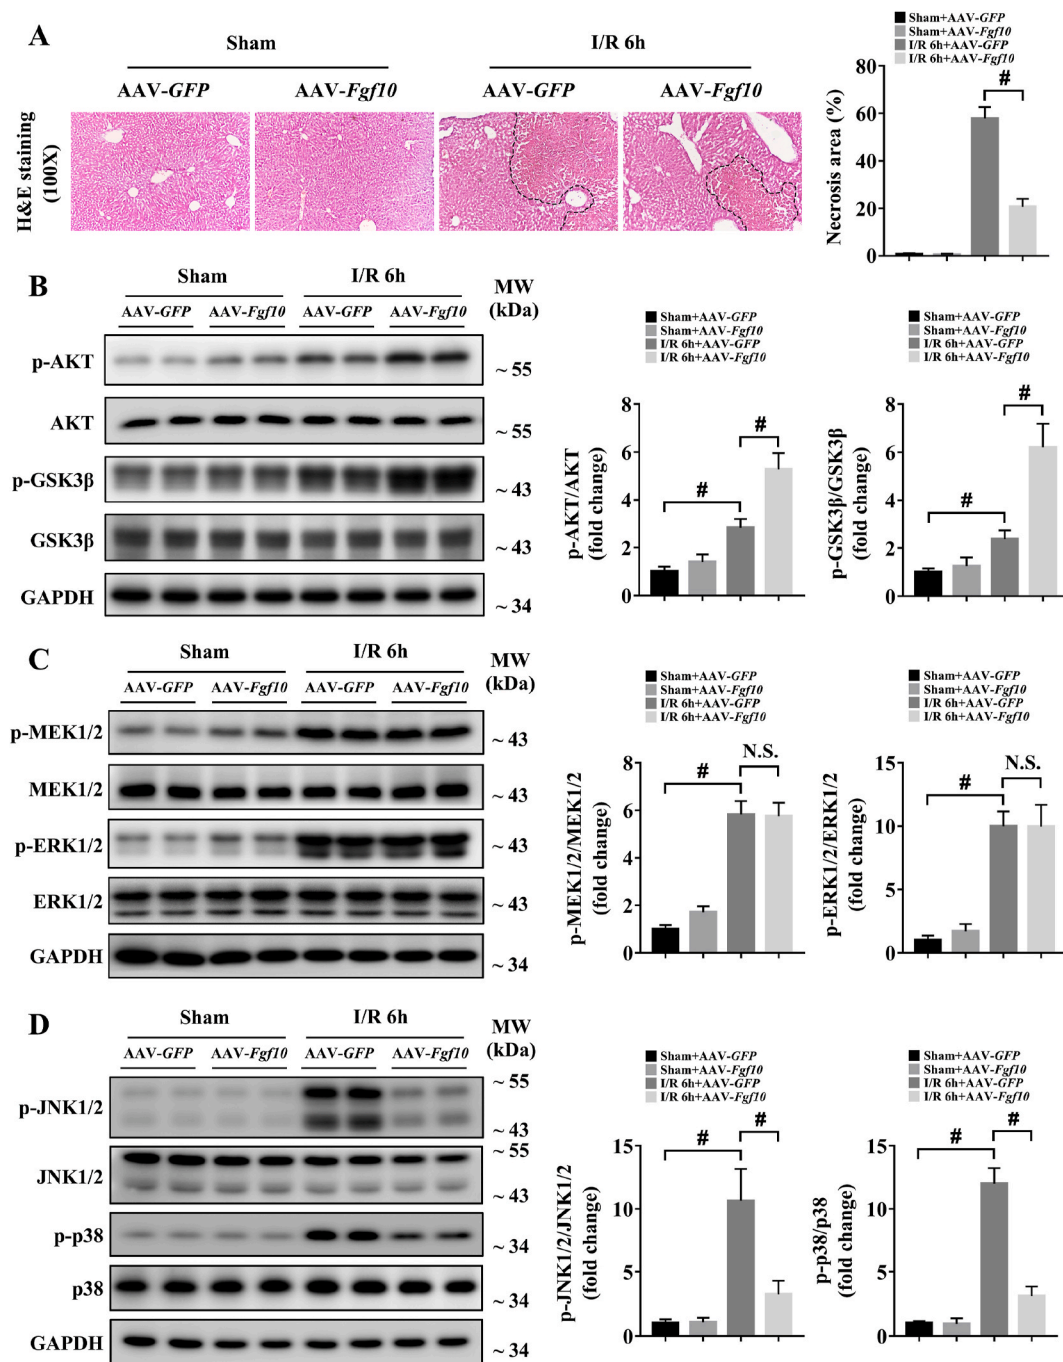 A
Sham
I/R 6h
AAV-GFP
AAV-Fgf10
AAV-GFP
AAV-Fgf10
H&E staining
(100X)
Sham+AAV-GFP
Sham+AAV-Fgf10
I/R 6h+AAV-GFP
I/R 6h+AAV-Fgf10
Necrosis area (%)
80
60
40
20
0
#
B
Sham
I/R 6h
MW
(kDa)
AAV-GFP
AAV-Fgf10
AAV-GFP
AAV-Fgf10
p-AKT
~ 55
AKT
~ 55
p-GSK3β
~ 43
GSK3β
~ 43
GAPDH
~ 34
Sham+AAV-GFP
Sham+AAV-Fgf10
I/R 6h+AAV-GFP
I/R 6h+AAV-Fgf10
p-AKT/AKT
(fold change)
8
6
4
2
0
#
#
Sham+AAV-GFP
Sham+AAV-Fgf10
I/R 6h+AAV-GFP
I/R 6h+AAV-Fgf10
p-GSK3β/GSK3β
(fold change)
8
6
4
2
0
#
#
C
Sham
I/R 6h
MW
(kDa)
AAV-GFP
AAV-Fgf10
AAV-GFP
AAV-Fgf10
p-MEK1/2
~ 43
MEK1/2
~ 43
p-ERK1/2
~ 43
ERK1/2
~ 43
GAPDH
~ 34
Sham+AAV-GFP
Sham+AAV-Fgf10
I/R 6h+AAV-GFP
I/R 6h+AAV-Fgf10
p-MEK1/2/MEK1/2
(fold change)
8
6
4
2
0
#
N.S.
Sham+AAV-GFP
Sham+AAV-Fgf10
I/R 6h+AAV-GFP
I/R 6h+AAV-Fgf10
p-ERK1/2/ERK1/2
(fold change)
15
10
5
0
#
N.S.
D
Sham
I/R 6h
MW
(kDa)
AAV-GFP
AAV-Fgf10
AAV-GFP
AAV-Fgf10
p-JNK1/2
~ 55
~ 43
JNK1/2
~ 55
~ 43
p-p38
~ 34
p38
~ 34
GAPDH
~ 34
Sham+AAV-GFP
Sham+AAV-Fgf10
I/R 6h+AAV-GFP
I/R 6h+AAV-Fgf10
p-JNK1/2/JNK1/2
(fold change)
15
10
5
0
#
#
Sham+AAV-GFP
Sham+AAV-Fgf10
I/R 6h+AAV-GFP
I/R 6h+AAV-Fgf10
p-p38/p38
(fold change)
15
10
5
0
#
#